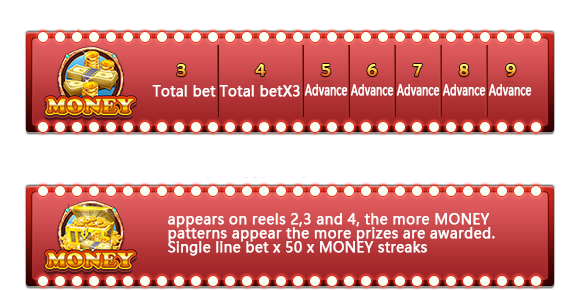 3 4 5 6 7 8 9
Total bet Total betX3 Advance Advance Advance Advance Advance
MONEY
appears on reels 2,3 and 4, the more MONEY
patterns appear the more prizes are awarded.
Single line bet x 50 x MONEY streaks
MONEY